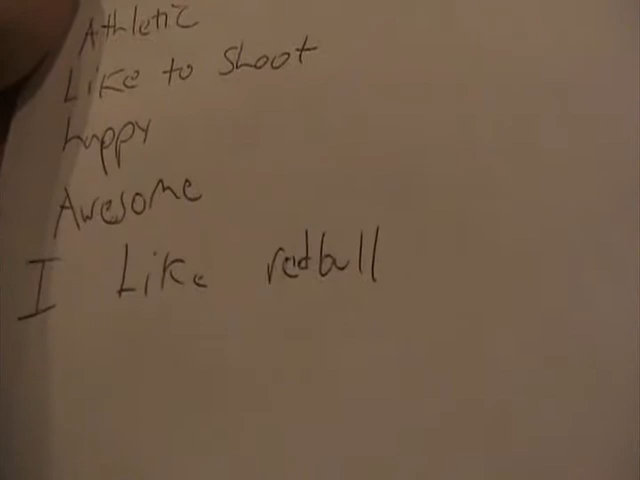 Athletic
Like to Shoot
happy
Awesome
I Like redball